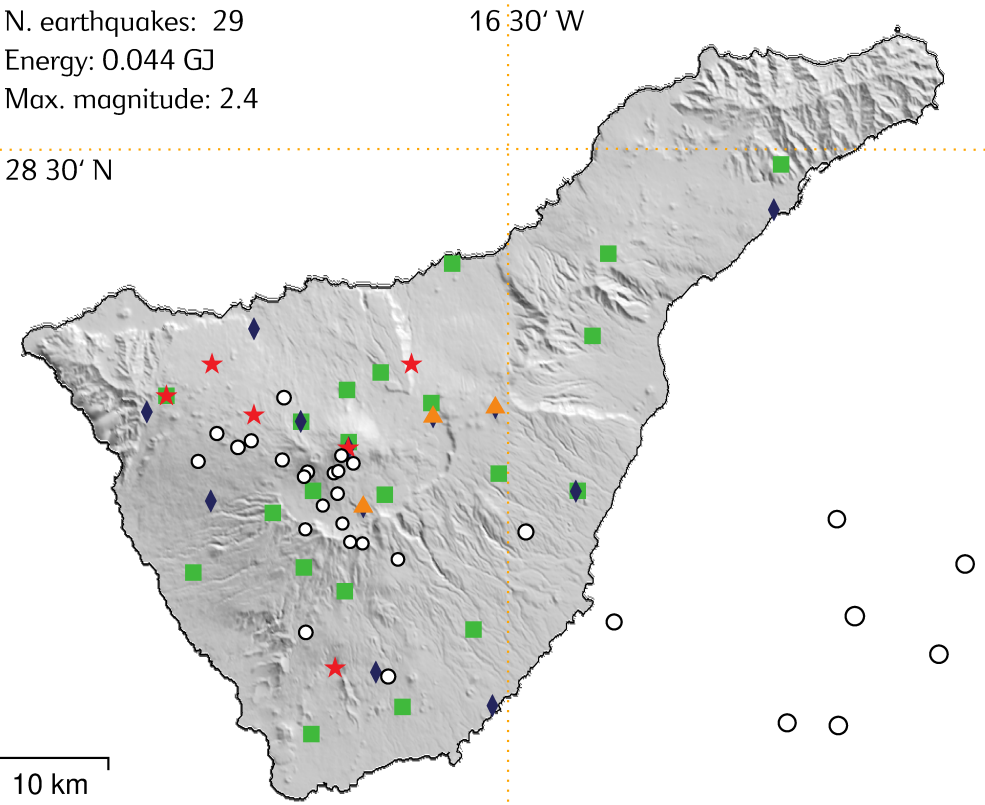 N. earthquakes: 29
16 30‘ W
Energy: 0.044 GJ
Max. magnitude: 2.4
28 30‘ N
10 km